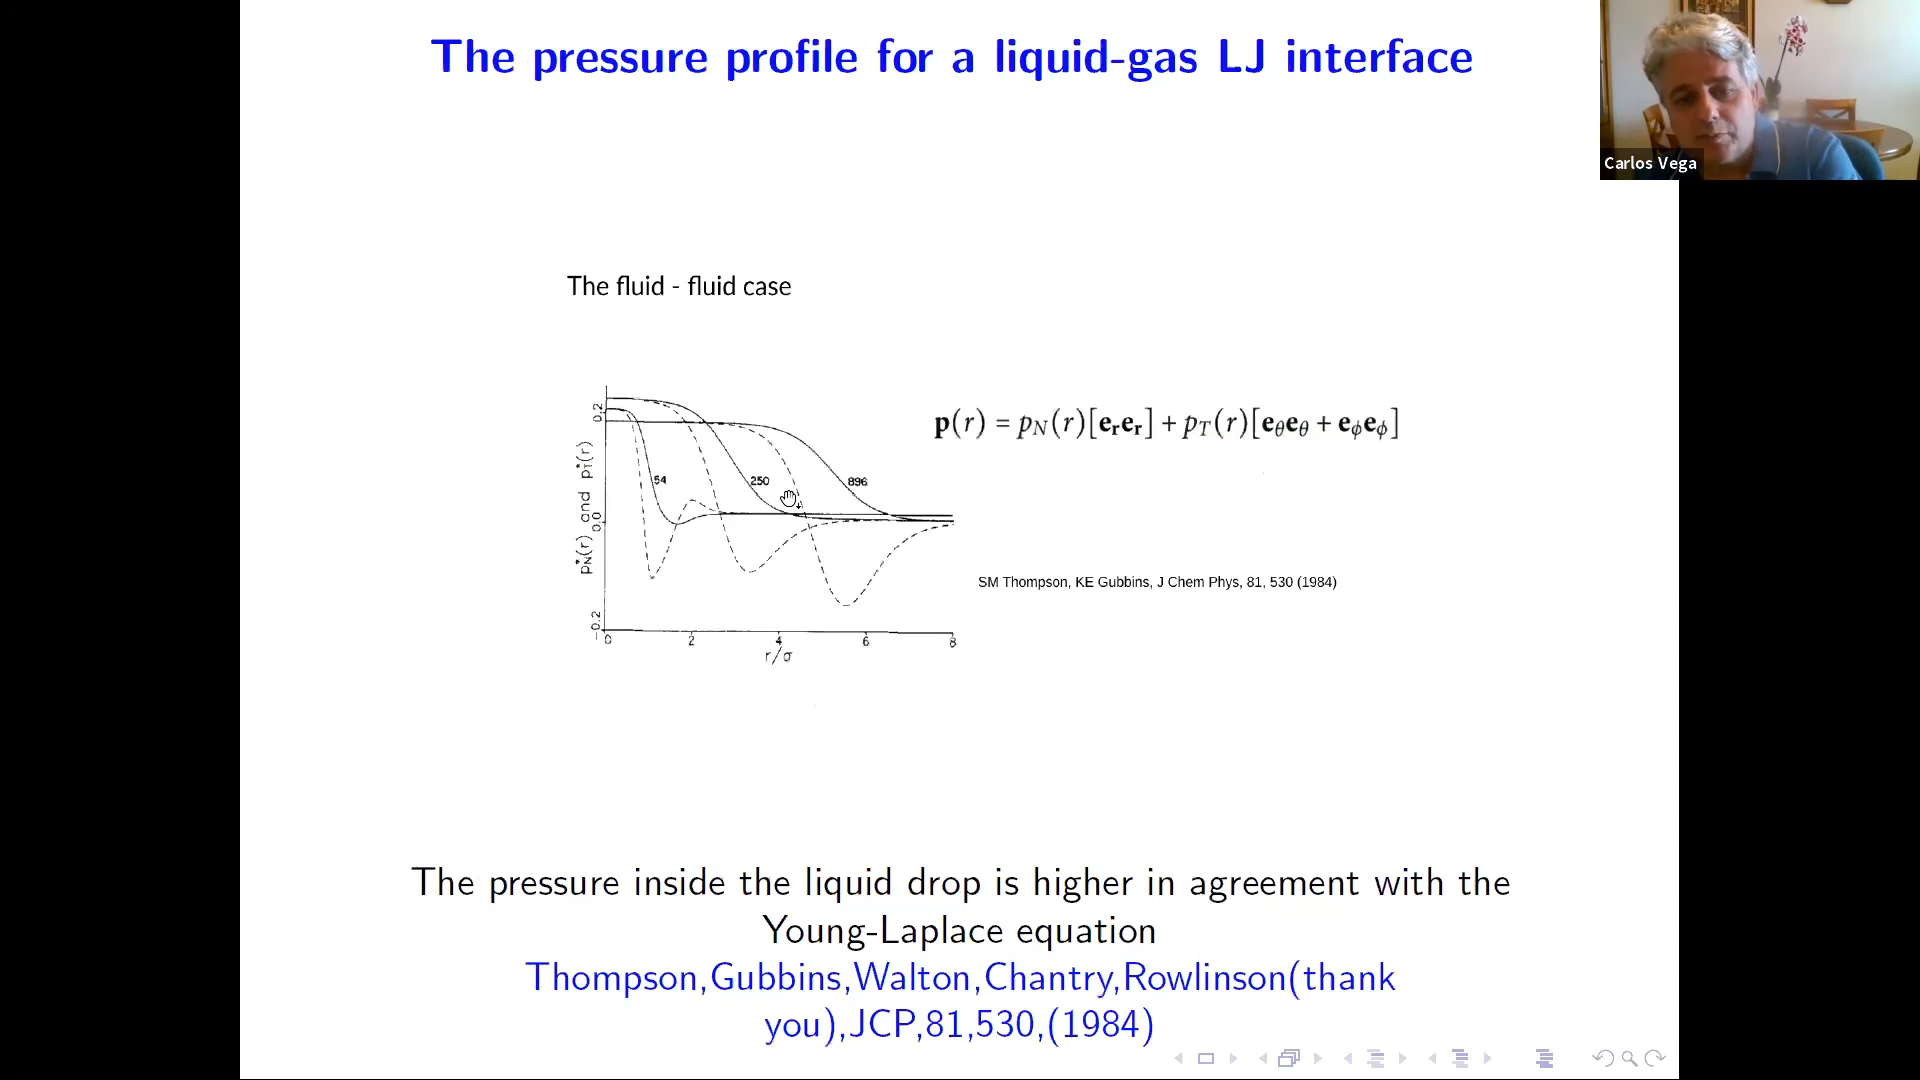 The pressure profile for a liquid-gas LJ interface
Carlos Vega
The fluid - fluid case
0.2
0.0
-0.2
p*N(r) and p*T(r)
54
250
896
0 2 4 6 8
r/σ
p(r) = pN(r)[erer] + pT(r)[eθeθ + eϕeϕ]
SM Thompson, KE Gubbins, J Chem Phys, 81, 530 (1984)
The pressure inside the liquid drop is higher in agreement with the
Young-Laplace equation
Thompson,Gubbins,Walton,Chantry,Rowlinson(thank
you),JCP,81,530,(1984)